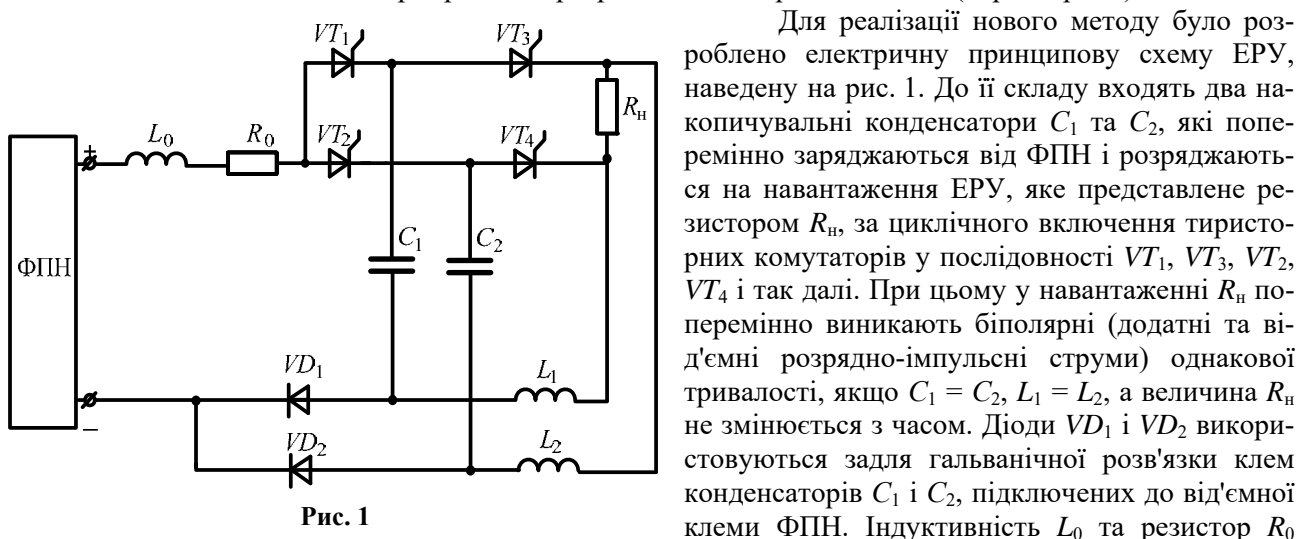 Для реалізації нового методу було роз-
роблено електричну принципову схему ЕРУ,
наведену на рис. 1. До її складу входять два на-
копичувальні конденсатори C1 та C2, які попе-
ремінно заряджаються від ФПН і розряджають-
ся на навантаження ЕРУ, яке представлене ре-
зистором Rн, за циклічного включення тиристо-
рних комутаторів у послідовності VT1, VT3, VT2,
VT4 і так далі. При цьому у навантаженні Rн по-
перемінно виникають біполярні (додатні та ві-
д'ємні розрядно-імпульсні струми) однакової
тривалості, якщо C1 = C2, L1 = L2, а величина Rн
не змінюється з часом. Діоди VD1 і VD2 викори-
стовуються задля гальванічної розв'язки клем
конденсаторів C1 і C2, підключених до від'ємної
клеми ФПН. Індуктивність L0 та резистор R0
VT1
VT3
Rн
L0
R0
VT2
VT4
+
ФПН
C1
C2
VD1
L1
–
VD2
L2
Рис. 1